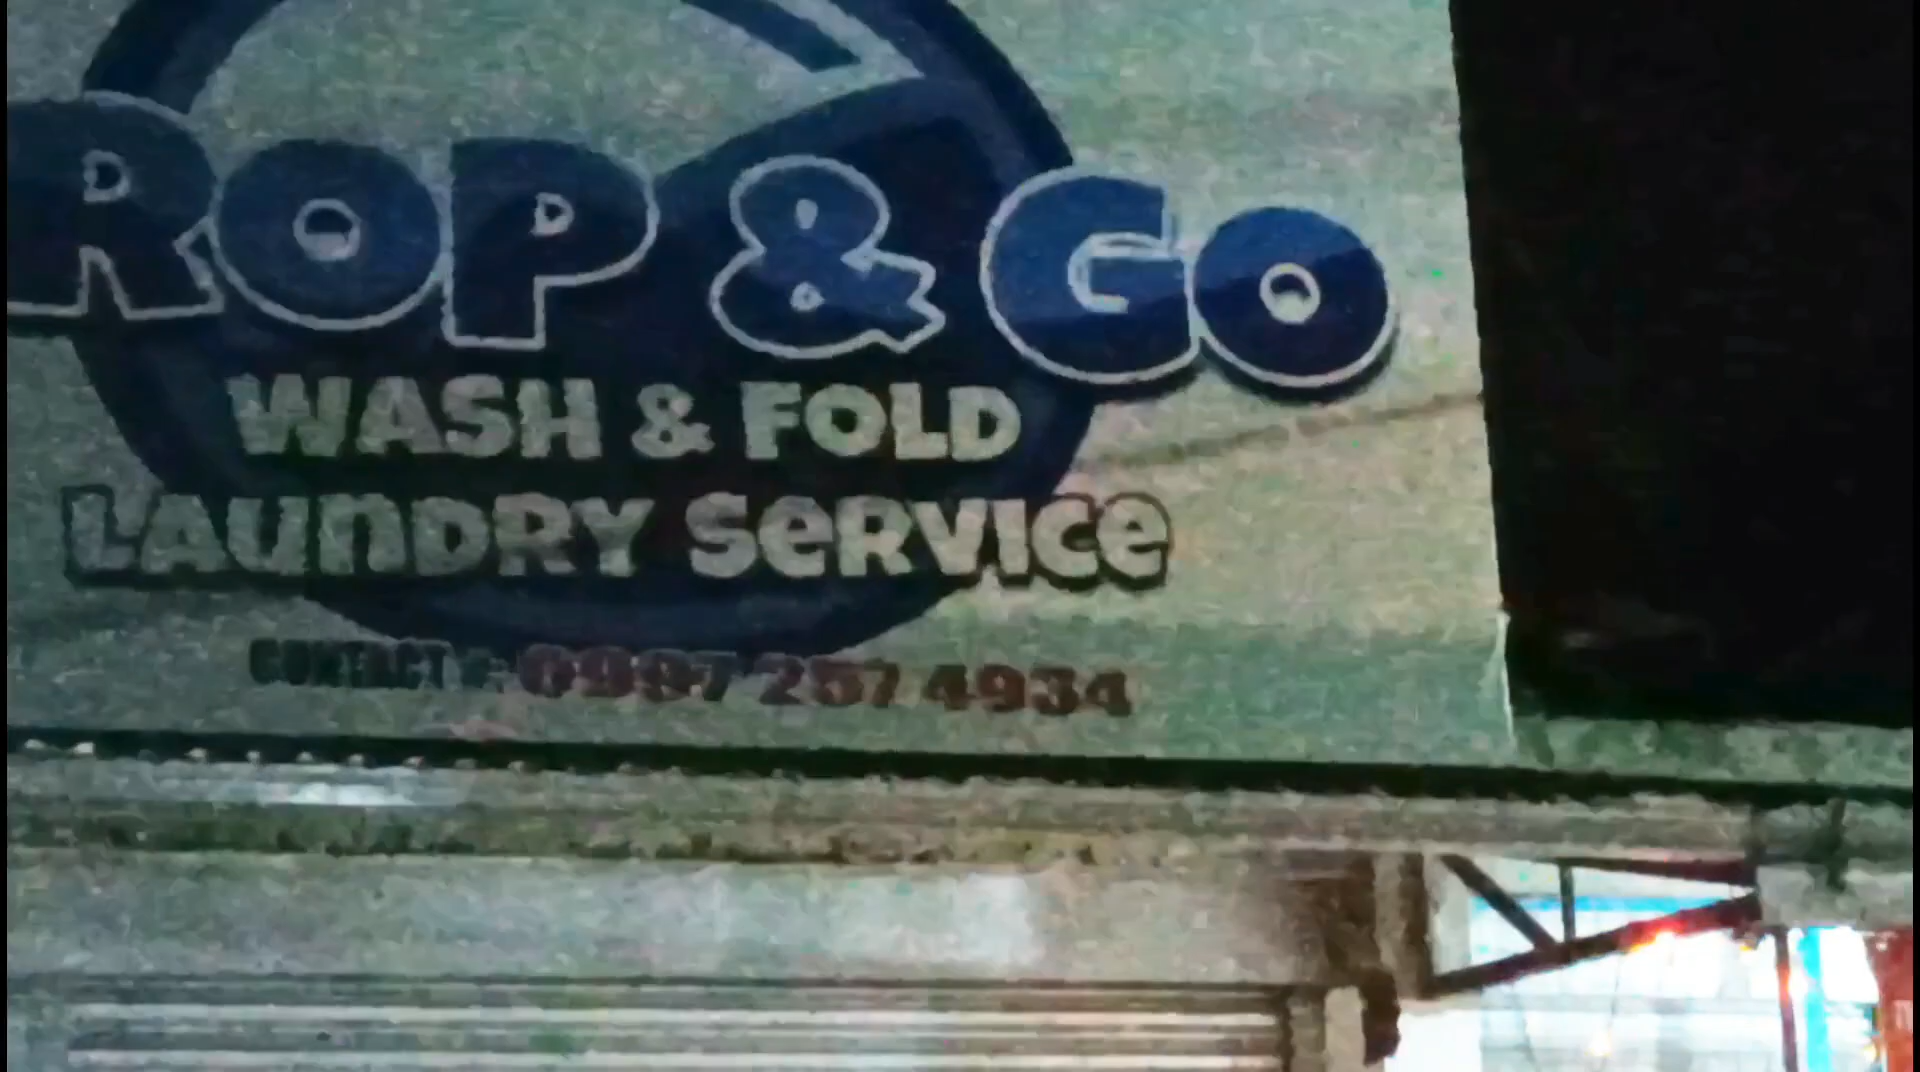 ROP & GO
WASH & FOLD
LAUNDRY SERVICE
CONTACT #: 0997 257 4934